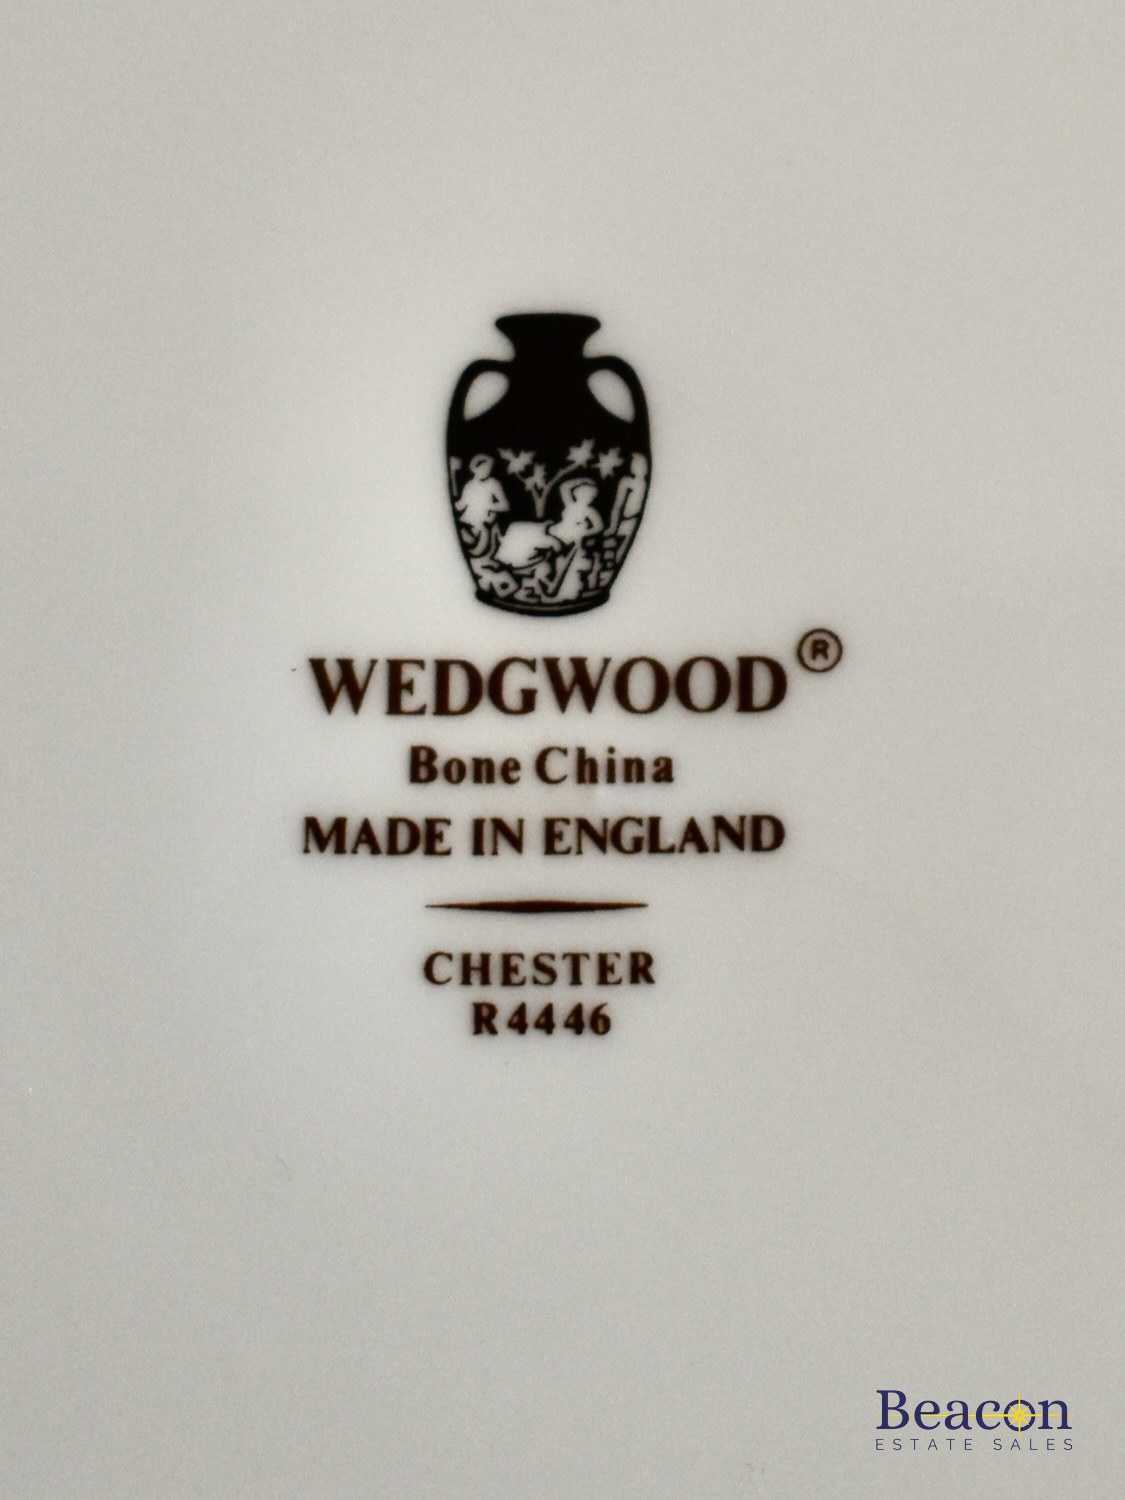 WEDGWOOD®
Bone China
MADE IN ENGLAND
CHESTER
R4446
Beacon
ESTATE SALES